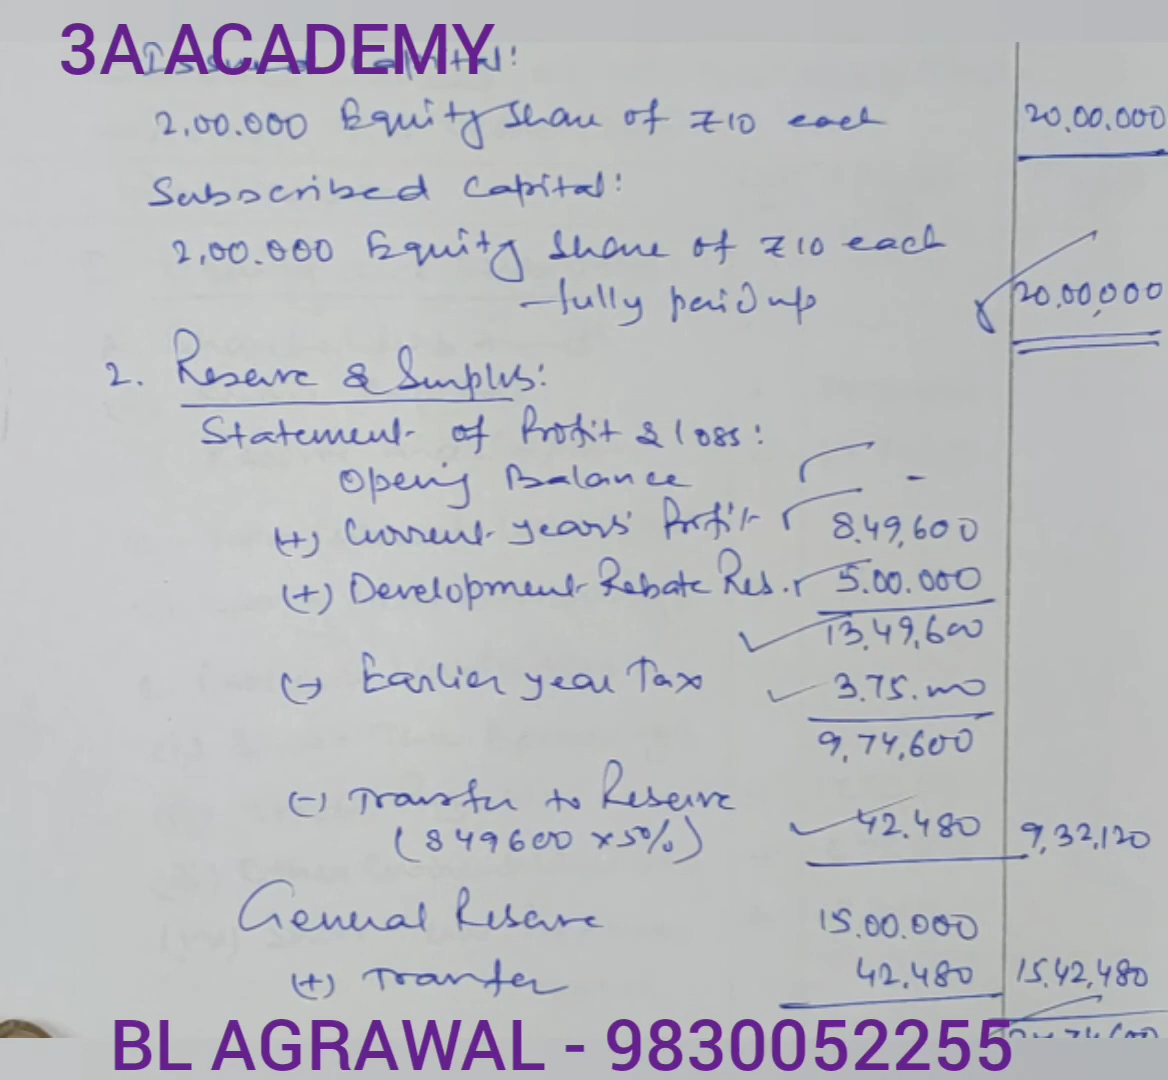 3A ACADEMY
Issued Capital:
2,00.000 Equity Share of ₹10 each 20,00,000
Subscribed Capital:
2,00.000 Equity Share of ₹10 each
- fully paid up 20.00,000
2. Reserve & Surplus:
Statement of Profit & loss:
Opening Balance -
(+) Current years' Profit 8,49,600
(+) Development Rebate Res. 5.00.000
13,49,600
(-) Earlier year Tax 3.75.000
9,74,600
(-) Transfer to Reserve
(849600 x 5%) 42.480 9,32,120
General Reserve 15.00.000
(+) Transfer 42.480 15,42,480
BL AGRAWAL - 9830052255